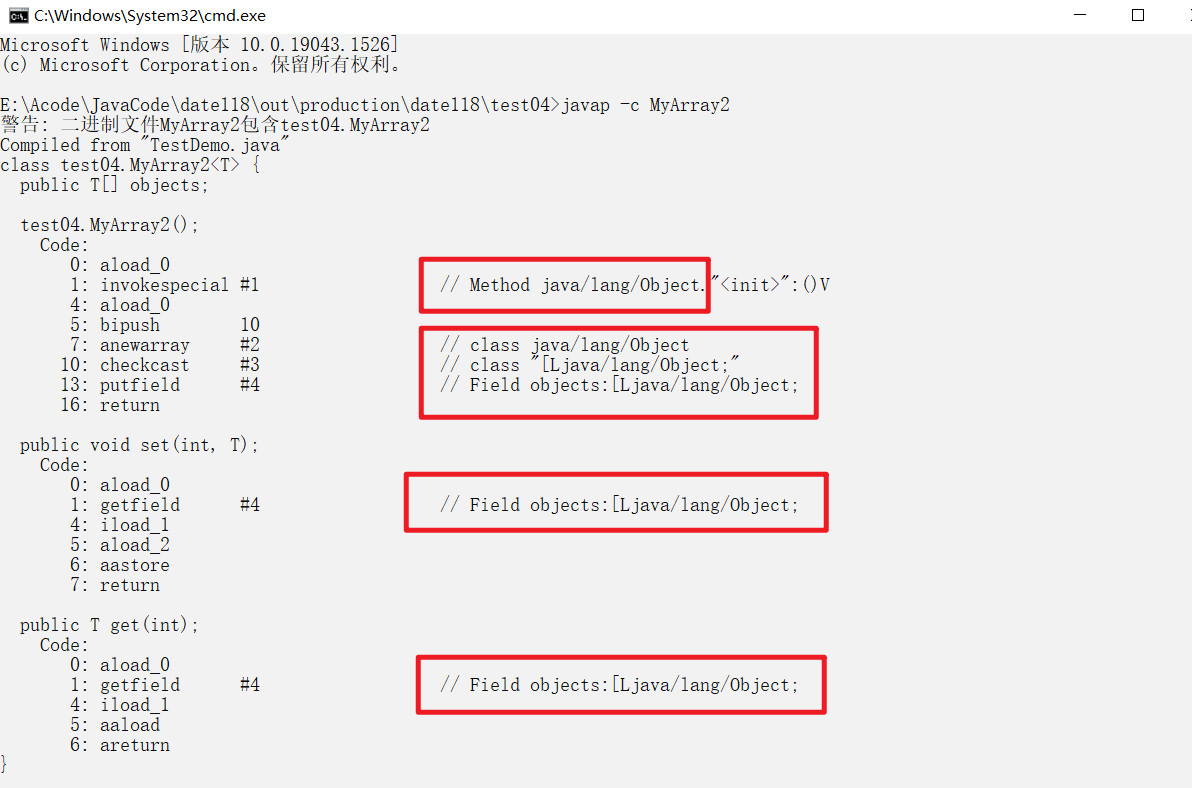 C:\Windows\System32\cmd.exe
Microsoft Windows [版本 10.0.19043.1526]
(c) Microsoft Corporation。保留所有权利。
E:\Acode\JavaCode\date118\out\production\date118\test04>javap -c MyArray2
警告: 二进制文件MyArray2包含test04.MyArray2
Compiled from "TestDemo.java"
class test04.MyArray2<T> {
  public T[] objects;
  test04.MyArray2();
    Code:
       0: aload_0
       1: invokespecial #1                  // Method java/lang/Object."<init>":()V
       4: aload_0
       5: bipush        10
       7: anewarray     #2                  // class java/lang/Object
      10: checkcast     #3                  // class "[Ljava/lang/Object;"
      13: putfield      #4                  // Field objects:[Ljava/lang/Object;
      16: return
  public void set(int, T);
    Code:
       0: aload_0
       1: getfield      #4                  // Field objects:[Ljava/lang/Object;
       4: iload_1
       5: aload_2
       6: aastore
       7: return
  public T get(int);
    Code:
       0: aload_0
       1: getfield      #4                  // Field objects:[Ljava/lang/Object;
       4: iload_1
       5: aaload
       6: areturn
}